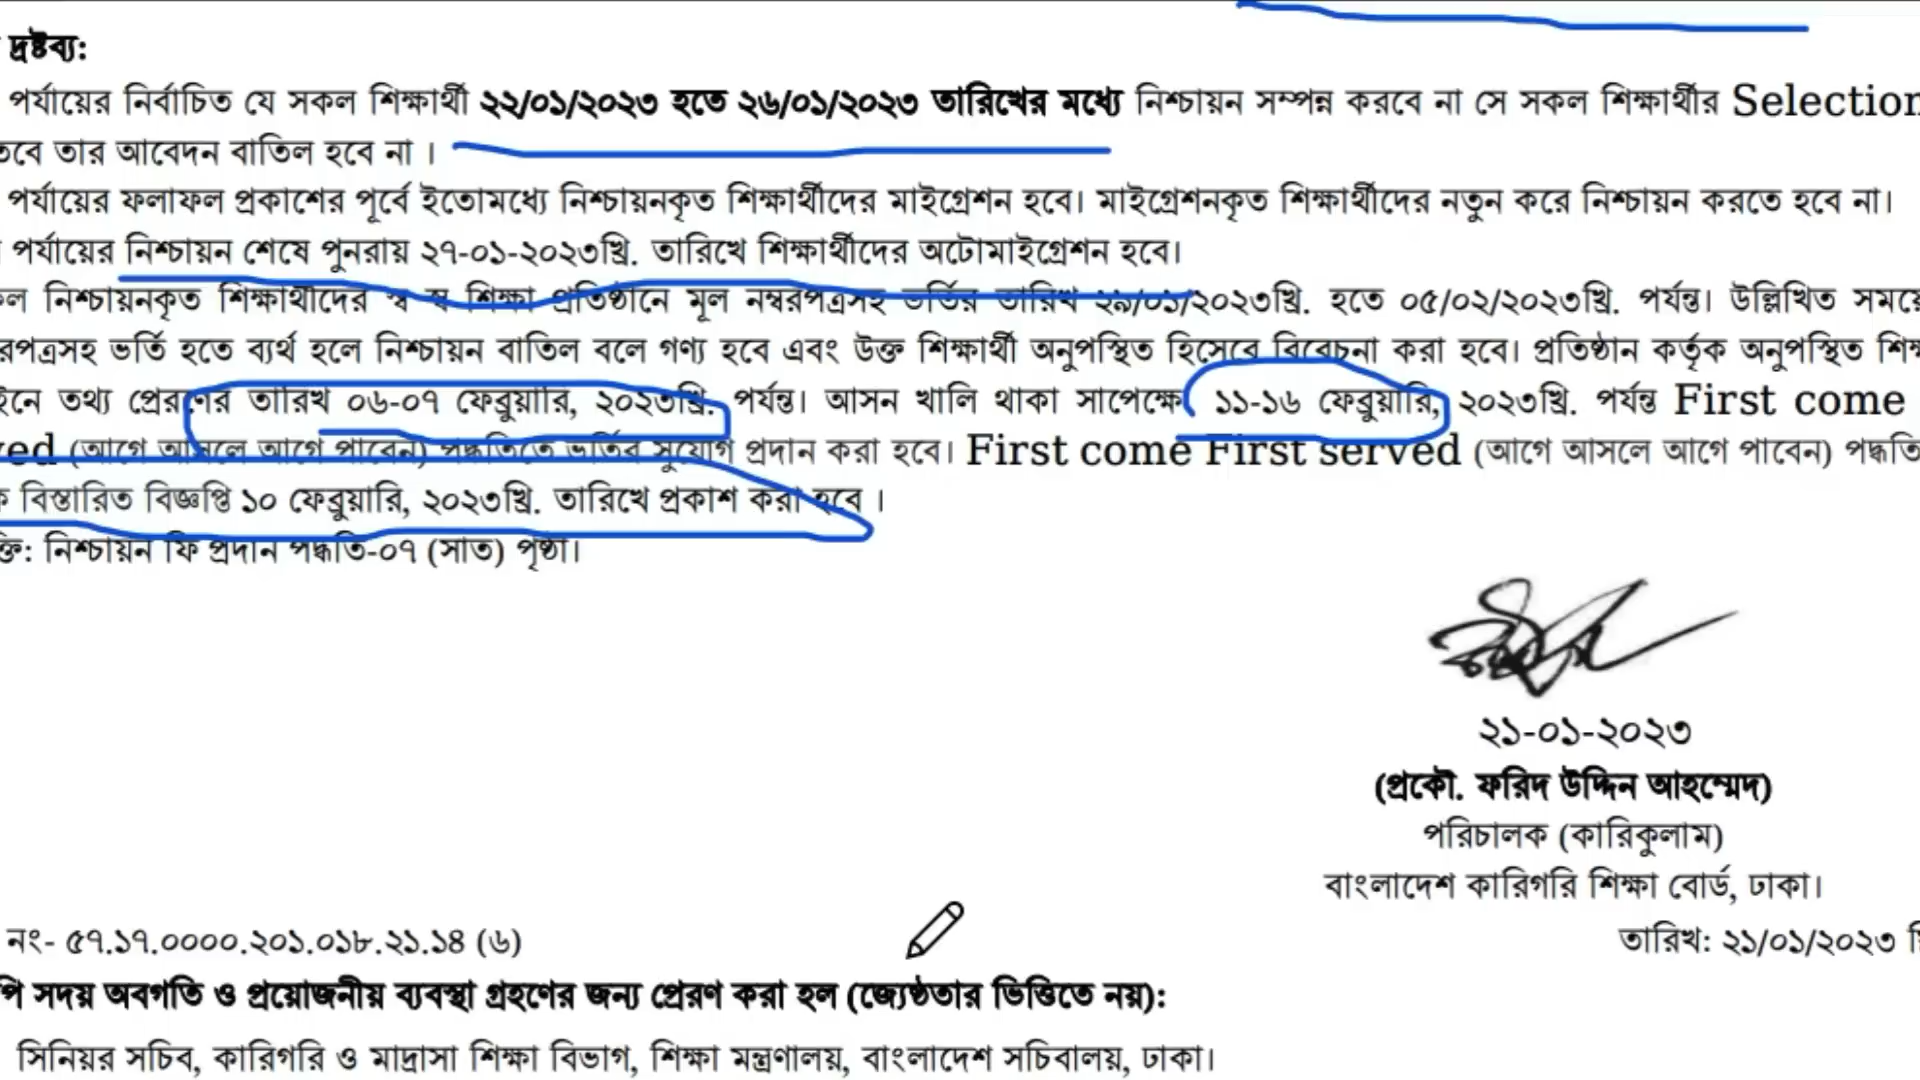 দ্রষ্টব্য:
পর্যায়ের নির্বাচিত যে সকল শিক্ষার্থী ২২/০১/২০২৩ হতে ২৬/০১/২০২৩ তারিখের মধ্যে নিশ্চায়ন সম্পন্ন করবে না সে সকল শিক্ষার্থীর Selection
তবে তার আবেদন বাতিল হবে না ।
পর্যায়ের ফলাফল প্রকাশের পূর্বে ইতোমধ্যে নিশ্চায়নকৃত শিক্ষার্থীদের মাইগ্রেশন হবে। মাইগ্রেশনকৃত শিক্ষার্থীদের নতুন করে নিশ্চায়ন করতে হবে না।
পর্যায়ের নিশ্চায়ন শেষে পুনরায় ২৭-০১-২০২৩খ্রি. তারিখে শিক্ষার্থীদের অটোমাইগ্রেশন হবে।
নিশ্চায়নকৃত শিক্ষার্থীদের স্ব স্ব শিক্ষা প্রতিষ্ঠানে মূল নম্বরপত্রসহ ভর্তির তারিখ ২৯/০১/২০২৩খ্রি. হতে ০৫/০২/২০২৩খ্রি. পর্যন্ত। উল্লিখিত সময়ে
রপত্রসহ ভর্তি হতে ব্যর্থ হলে নিশ্চায়ন বাতিল বলে গণ্য হবে এবং উক্ত শিক্ষার্থী অনুপস্থিত হিসেবে বিবেচনা করা হবে। প্রতিষ্ঠান কর্তৃক অনুপস্থিত
ইনে তথ্য প্রেরণের তারিখ ০৬-০৭ ফেব্রুয়ারি, ২০২৩খ্রি. পর্যন্ত। আসন খালি থাকা সাপেক্ষে ১১-১৬ ফেব্রুয়ারি, ২০২৩খ্রি. পর্যন্ত First come
ved (আগে আসলে আগে পাবেন) পদ্ধতিতে ভর্তির সুযোগ প্রদান করা হবে। First come First served (আগে আসলে আগে পাবেন) পদ্ধতি
বিস্তারিত বিজ্ঞপ্তি ১০ ফেব্রুয়ারি, ২০২৩খ্রি. তারিখে প্রকাশ করা হবে ।
ক্তি: নিশ্চায়ন ফি প্রদান পদ্ধতি-০৭ (সাত) পৃষ্ঠা।
২১-০১-২০২৩
(প্রকৌ. ফরিদ উদ্দিন আহম্মেদ)
পরিচালক (কারিকুলাম)
বাংলাদেশ কারিগরি শিক্ষা বোর্ড, ঢাকা।
নং- ৫৭.১৭.০০০০.২০১.০১৮.২১.১৪ (৬)
তারিখ: ২১/০১/২০২৩
পি সদয় অবগতি ও প্রয়োজনীয় ব্যবস্থা গ্রহণের জন্য প্রেরণ করা হল (জ্যেষ্ঠতার ভিত্তিতে নয়):
সিনিয়র সচিব, কারিগরি ও মাদ্রাসা শিক্ষা বিভাগ, শিক্ষা মন্ত্রণালয়, বাংলাদেশ সচিবালয়, ঢাকা।